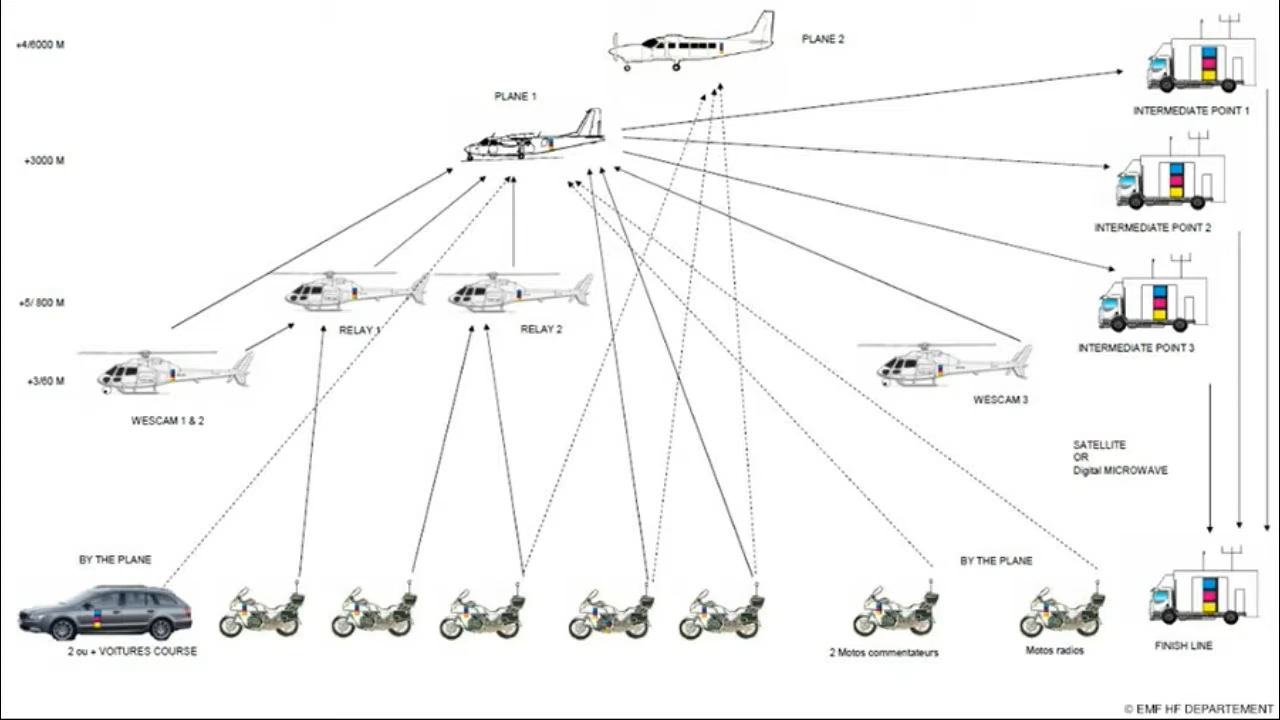 +4/6000 M
PLANE 2
PLANE 1
INTERMEDIATE POINT 1
+3000 M
INTERMEDIATE POINT 2
+5/ 800 M
RELAY 1
RELAY 2
INTERMEDIATE POINT 3
+3/60 M
WESCAM 1 & 2
WESCAM 3
SATELLITE
OR
Digital MICROWAVE
BY THE PLANE
BY THE PLANE
2 ou + VOITURES COURSE
2 Motos commentateurs
Motos radios
FINISH LINE
© EMF HF DEPARTEMENT